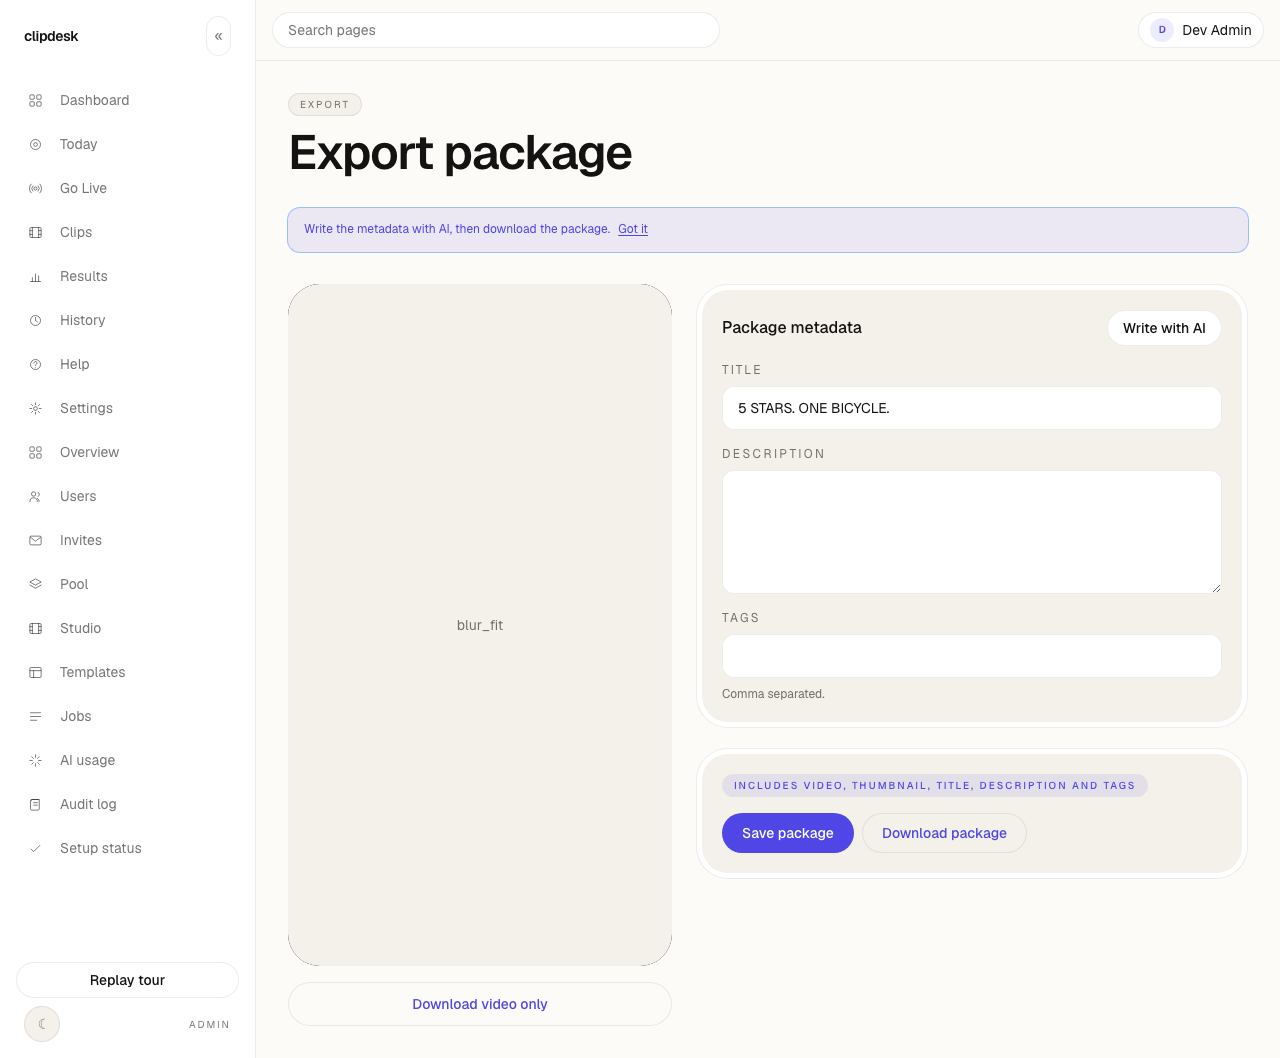 clipdesk
«
Search pages
D
Dev Admin
Dashboard
Today
Go Live
Clips
Results
History
Help
Settings
Overview
Users
Invites
Pool
Studio
Templates
Jobs
AI usage
Audit log
Setup status
Replay tour
ADMIN
EXPORT
Export package
Write the metadata with AI, then download the package. Got it
blur_fit
Download video only
Package metadata
Write with AI
TITLE
5 STARS. ONE BICYCLE.
DESCRIPTION
TAGS
Comma separated.
INCLUDES VIDEO, THUMBNAIL, TITLE, DESCRIPTION AND TAGS
Save package
Download package